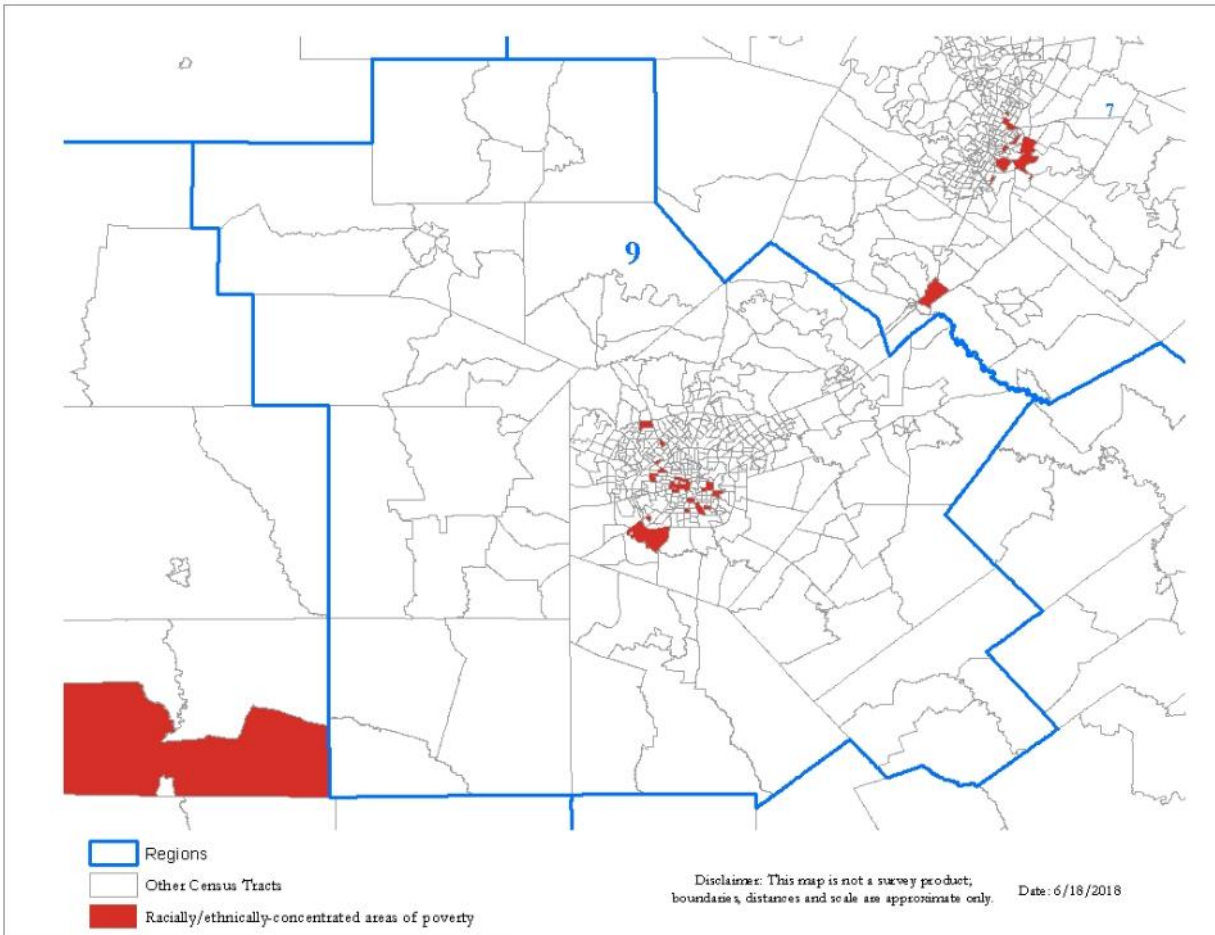 7
9
Regions
Other Census Tracts
Racially/ethnically-concentrated areas of poverty
Disclaimer: This map is not a survey product;
boundaries, distances and scale are approximate only.
Date: 6/18/2018